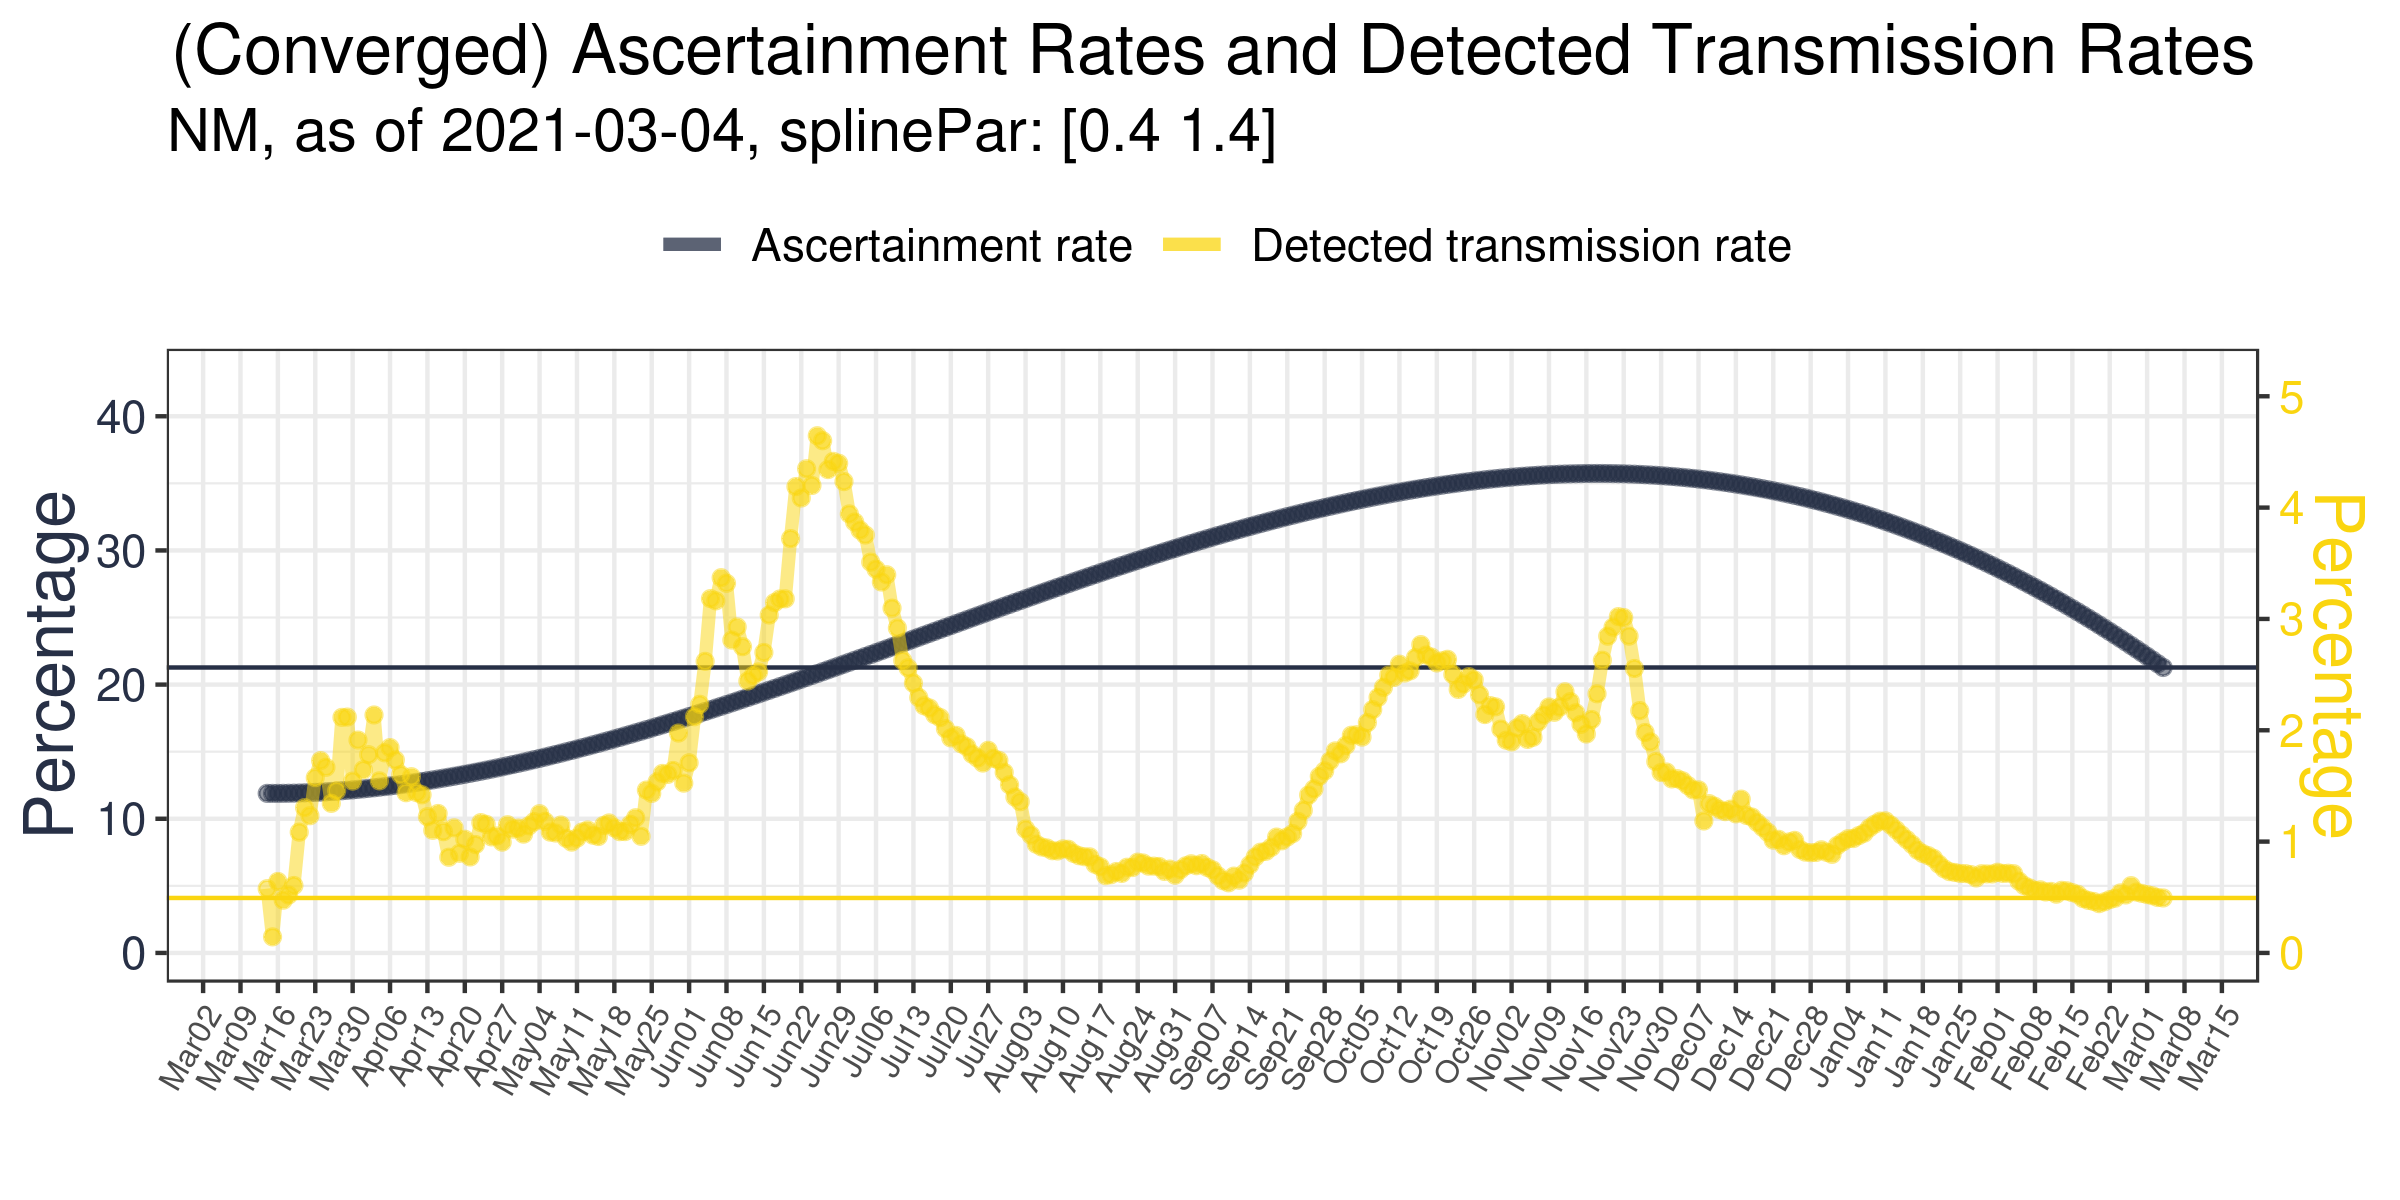 (Converged) Ascertainment Rates and Detected Transmission Rates
NM, as of 2021-03-04, splinePar: [0.4 1.4]
Ascertainment rate Detected transmission rate
Percentage
40
30
20
10
0
5
4
3
2
1
0
Percentage
Mar02 Mar09 Mar16 Mar23 Mar30 Apr06 Apr13 Apr20 Apr27 May04 May11 May18 May25 Jun01 Jun08 Jun15 Jun22 Jun29 Jul06 Jul13 Jul20 Jul27 Aug03 Aug10 Aug17 Aug24 Aug31 Sep07 Sep14 Sep21 Sep28 Oct05 Oct12 Oct19 Oct26 Nov02 Nov09 Nov16 Nov23 Nov30 Dec07 Dec14 Dec21 Dec28 Jan04 Jan11 Jan18 Jan25 Feb01 Feb08 Feb15 Feb22 Mar01 Mar08 Mar15